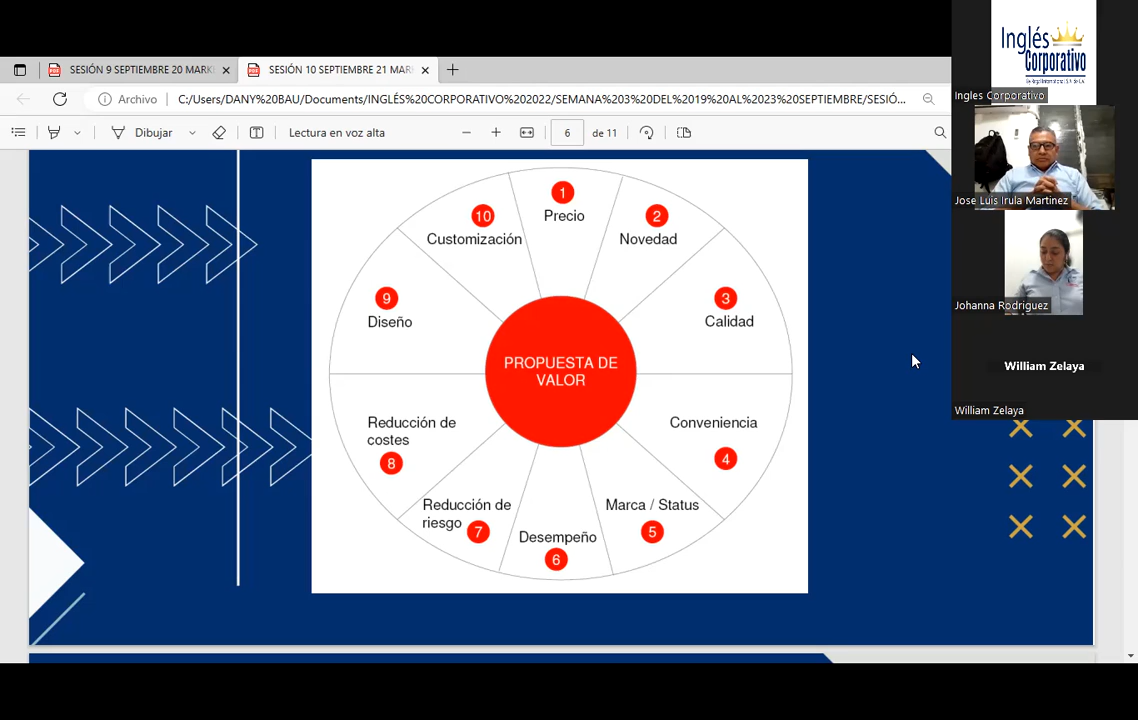 SESIÓN 9 SEPTIEMBRE 20 MARK
SESIÓN 10 SEPTIEMBRE 21 MAR
Archivo
C:/Users/DANY%20BAU/Documents/INGLÉS%20CORPORATIVO%202022/SEMANA%203%20DEL%2019%20AL%2023%20SEPTIEMBRE/SESIÓ...
Dibujar
Lectura en voz alta
6
de 11
1
Precio
2
Novedad
3
Calidad
4
Conveniencia
5
Marca / Status
6
Desempeño
7
Reducción de
riesgo
8
Reducción de
costes
9
Diseño
10
Customización
PROPUESTA DE
VALOR
Inglés
Corporativo
Ingles Corporativo
Jose Luis Irula Martinez
Johanna Rodriguez
William Zelaya
William Zelaya